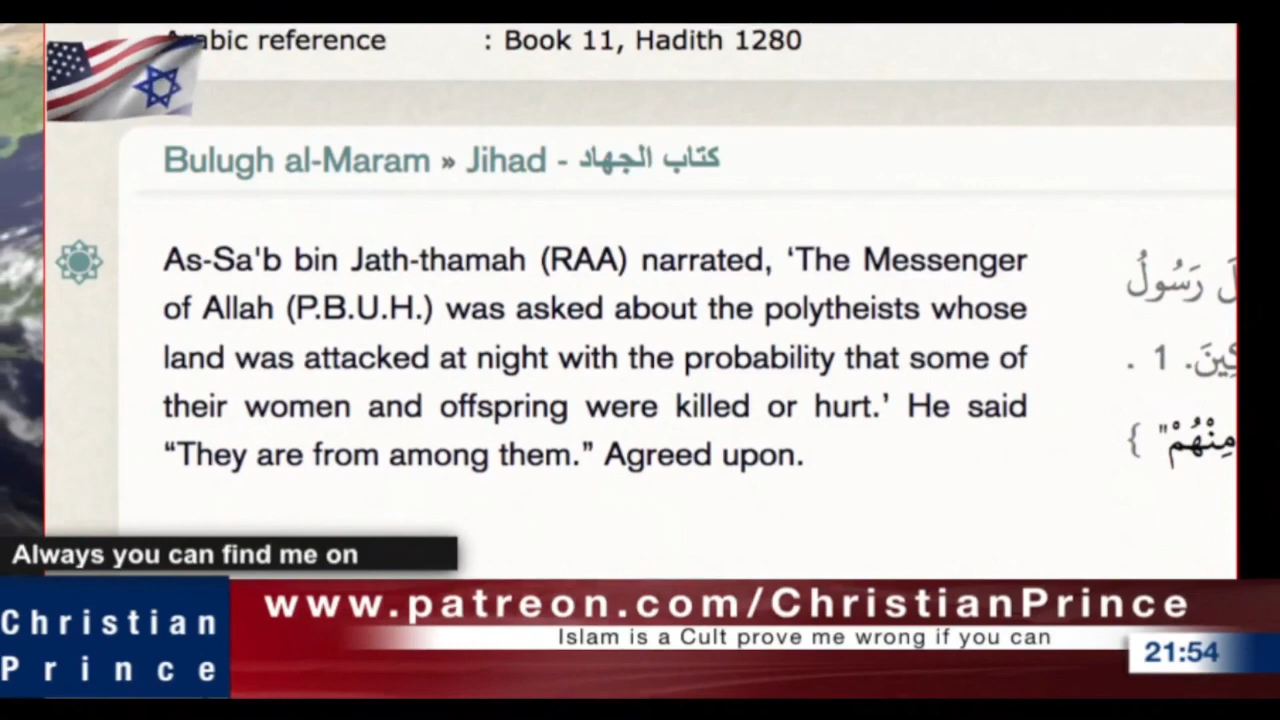 Arabic reference : Book 11, Hadith 1280
Bulugh al-Maram » Jihad - كتاب الجهاد
As-Sa'b bin Jath-thamah (RAA) narrated, ‘The Messenger
of Allah (P.B.U.H.) was asked about the polytheists whose
land was attacked at night with the probability that some of
their women and offspring were killed or hurt.’ He said
“They are from among them.” Agreed upon.
رَسُولُ
. 1 .
مِنْهُمْ" }
Always you can find me on
Christian
Prince
www.patreon.com/ChristianPrince
Islam is a Cult prove me wrong if you can
21:54